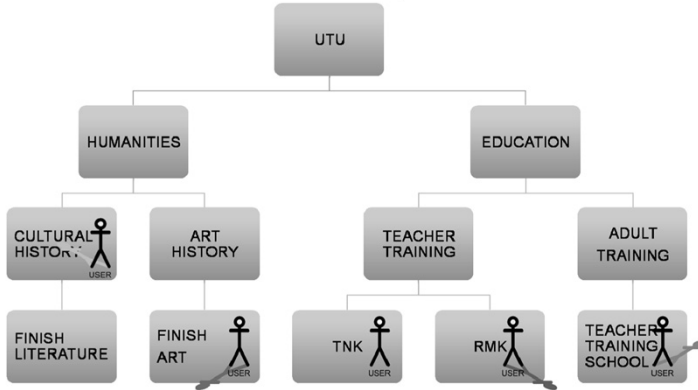 UTU
HUMANITIES
EDUCATION
CULTURAL
HISTORY
USER
ART
HISTORY
TEACHER
TRAINING
ADULT
TRAINING
FINISH
LITERATURE
FINISH
ART
USER
TNK
USER
RMK
USER
TEACHER
TRAINING
SCHOOL
USER